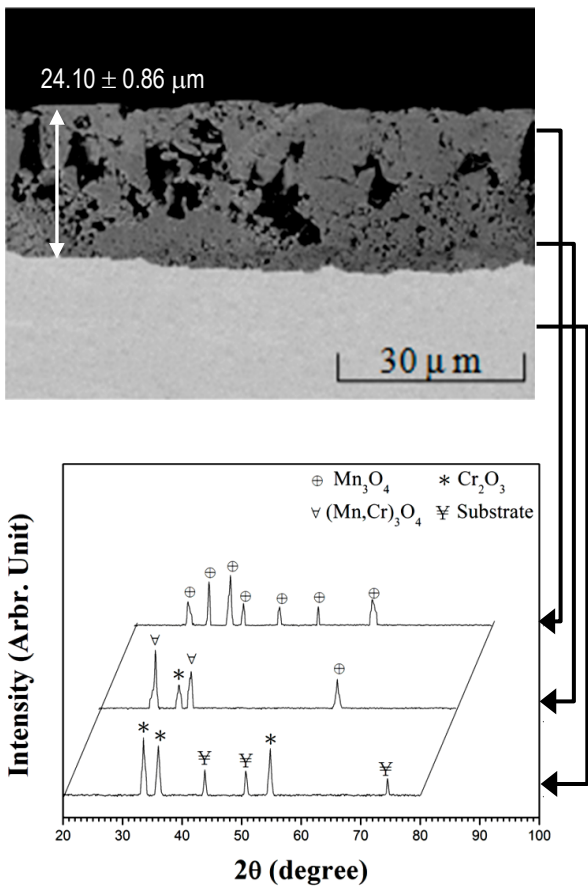 24.10 ± 0.86 μm
30 μm
⊕ Mn₃O₄ * Cr₂O₃
∀ (Mn,Cr)₃O₄ ¥ Substrate
⊕ ⊕ ⊕ ⊕ ⊕ ⊕ ⊕
∀ * ∀ ⊕
* * ¥ ¥ * ¥
Intensity (Arbr. Unit)
20 30 40 50 60 70 80 90 100
2θ (degree)